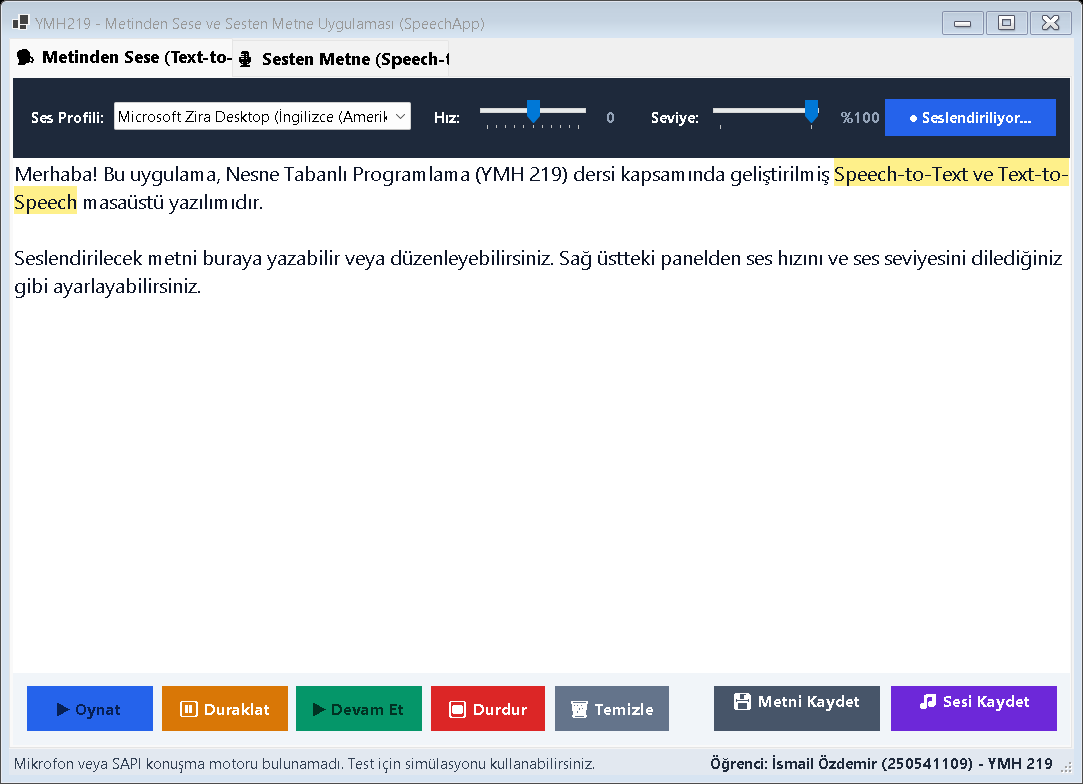 YMH219 - Metinden Sese ve Sesten Metne Uygulaması (SpeechApp)
Metinden Sese (Text-to- Sesten Metne (Speech-t
Ses Profili: Microsoft Zira Desktop (İngilizce (Amerik Hız: 0 Seviye: %100 ● Seslendiriliyor...
Merhaba! Bu uygulama, Nesne Tabanlı Programlama (YMH 219) dersi kapsamında geliştirilmiş Speech-to-Text ve Text-to-
Speech masaüstü yazılımıdır.
Seslendirilecek metni buraya yazabilir veya düzenleyebilirsiniz. Sağ üstteki panelden ses hızını ve ses seviyesini dilediğiniz
gibi ayarlayabilirsiniz.
Oynat Duraklat Devam Et Durdur Temizle Metni Kaydet Sesi Kaydet
Mikrofon veya SAPI konuşma motoru bulunamadı. Test için simülasyonu kullanabilirsiniz. Öğrenci: İsmail Özdemir (250541109) - YMH 219